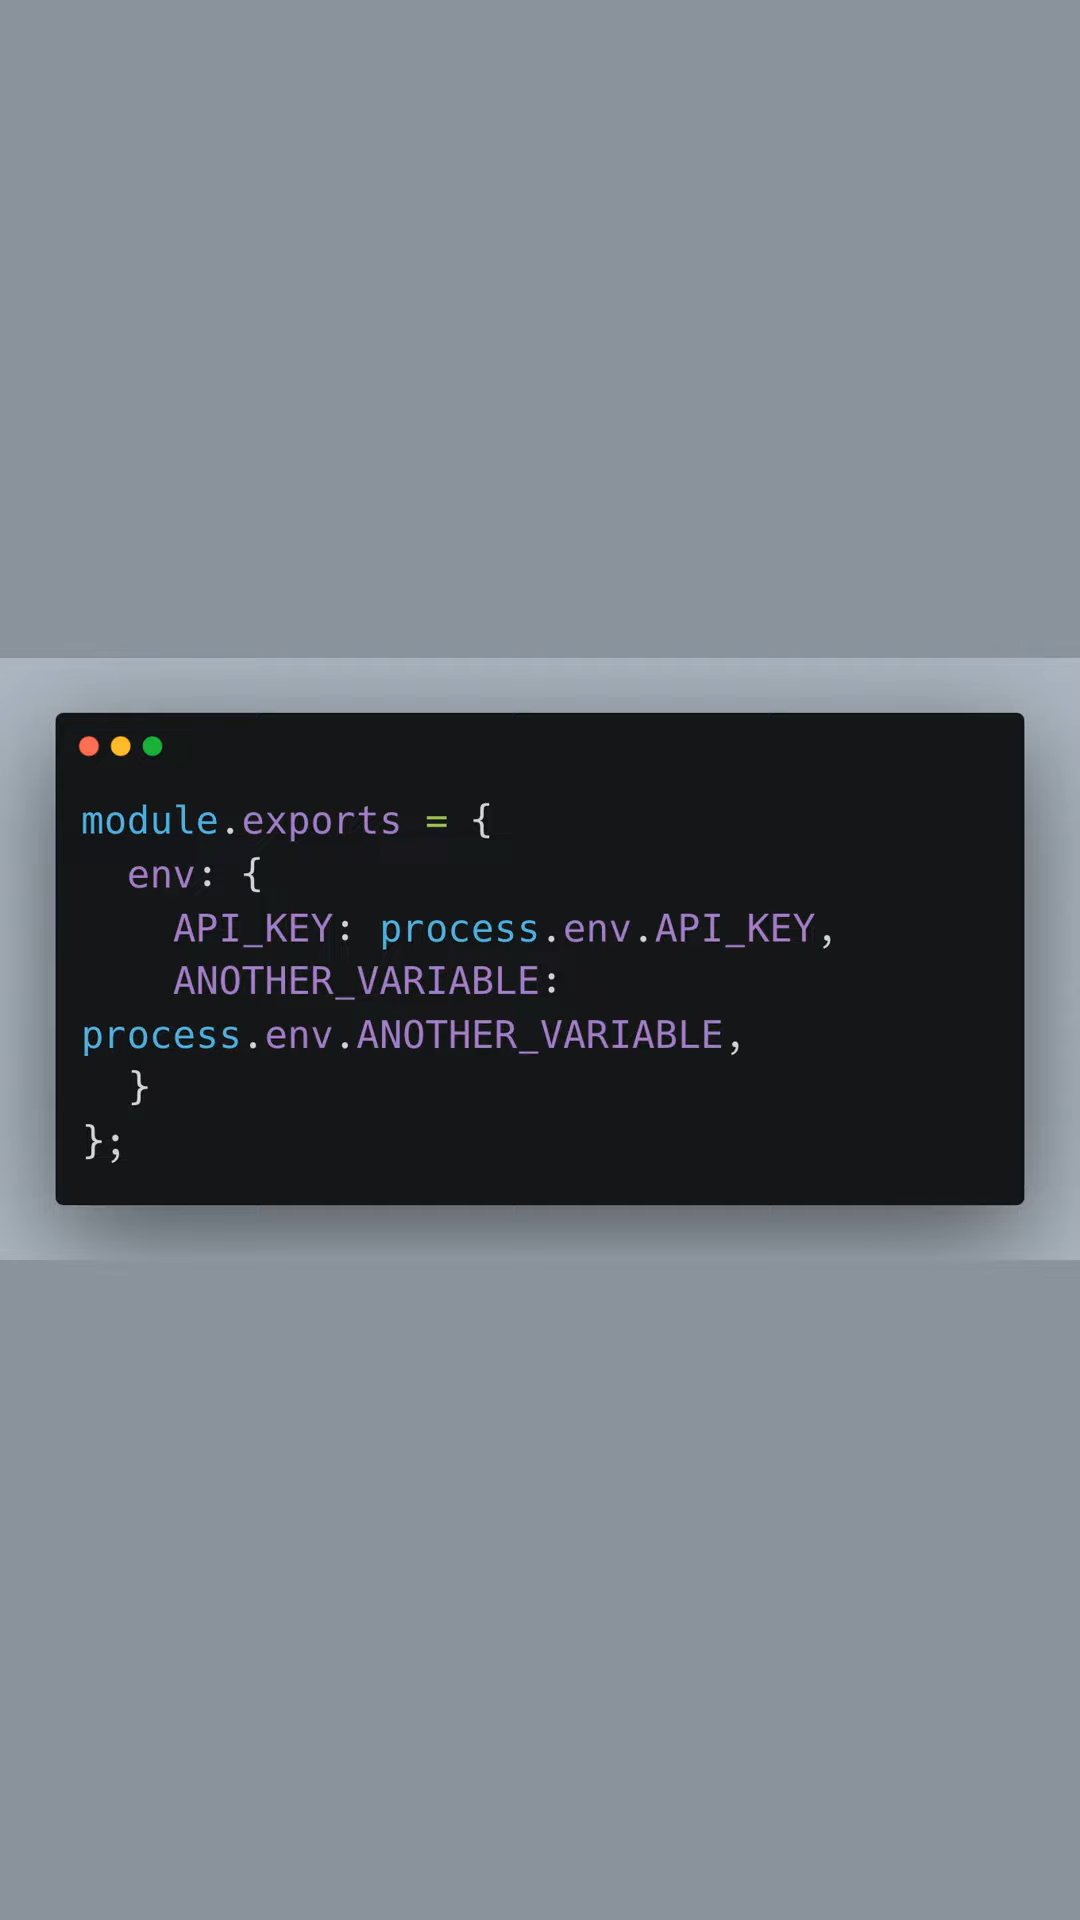 module.exports = {
  env: {
    API_KEY: process.env.API_KEY,
    ANOTHER_VARIABLE:
process.env.ANOTHER_VARIABLE,
  }
};